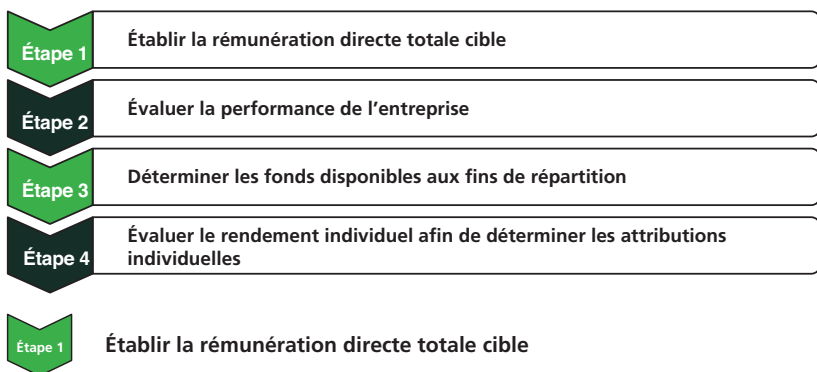 Étape 1
Établir la rémunération directe totale cible
Étape 2
Évaluer la performance de l’entreprise
Étape 3
Déterminer les fonds disponibles aux fins de répartition
Étape 4
Évaluer le rendement individuel afin de déterminer les attributions
individuelles
Étape 1
Établir la rémunération directe totale cible